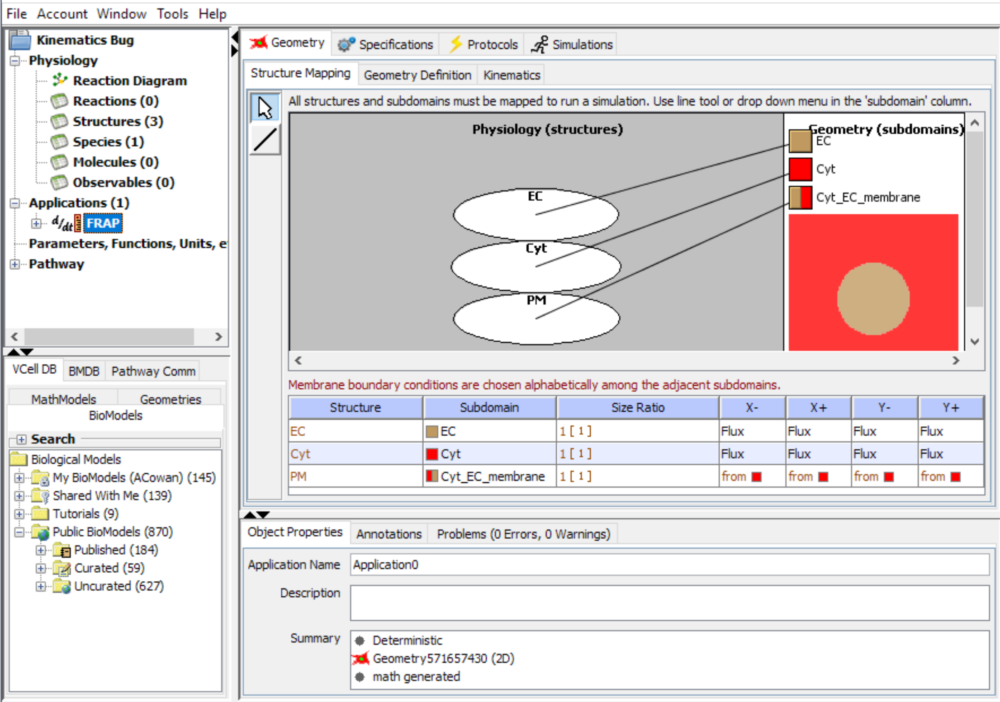 File Account Window Tools Help
Kinematics Bug
Physiology
Reaction Diagram
Reactions (0)
Structures (3)
Species (1)
Molecules (0)
Observables (0)
Applications (1)
d/dt FRAP
Parameters, Functions, Units, e
Pathway
VCell DB BMDB Pathway Comm
MathModels Geometries
BioModels
Search
Biological Models
My BioModels (ACowan) (145)
Shared With Me (139)
Tutorials (9)
Public BioModels (870)
Published (184)
Curated (59)
Uncurated (627)
Geometry Specifications Protocols Simulations
Structure Mapping Geometry Definition Kinematics
All structures and subdomains must be mapped to run a simulation. Use line tool or drop down menu in the 'subdomain' column.
Physiology (structures) Geometry (subdomains)
EC
Cyt
Cyt_EC_membrane
EC
Cyt
PM
Membrane boundary conditions are chosen alphabetically among the adjacent subdomains.
Structure Subdomain Size Ratio X- X+ Y- Y+
EC EC 1 [ 1 ] Flux Flux Flux Flux
Cyt Cyt 1 [ 1 ] Flux Flux Flux Flux
PM Cyt_EC_membrane 1 [ 1 ] from from from from
Object Properties Annotations Problems (0 Errors, 0 Warnings)
Application Name Application0
Description
Summary Deterministic
Geometry571657430 (2D)
math generated